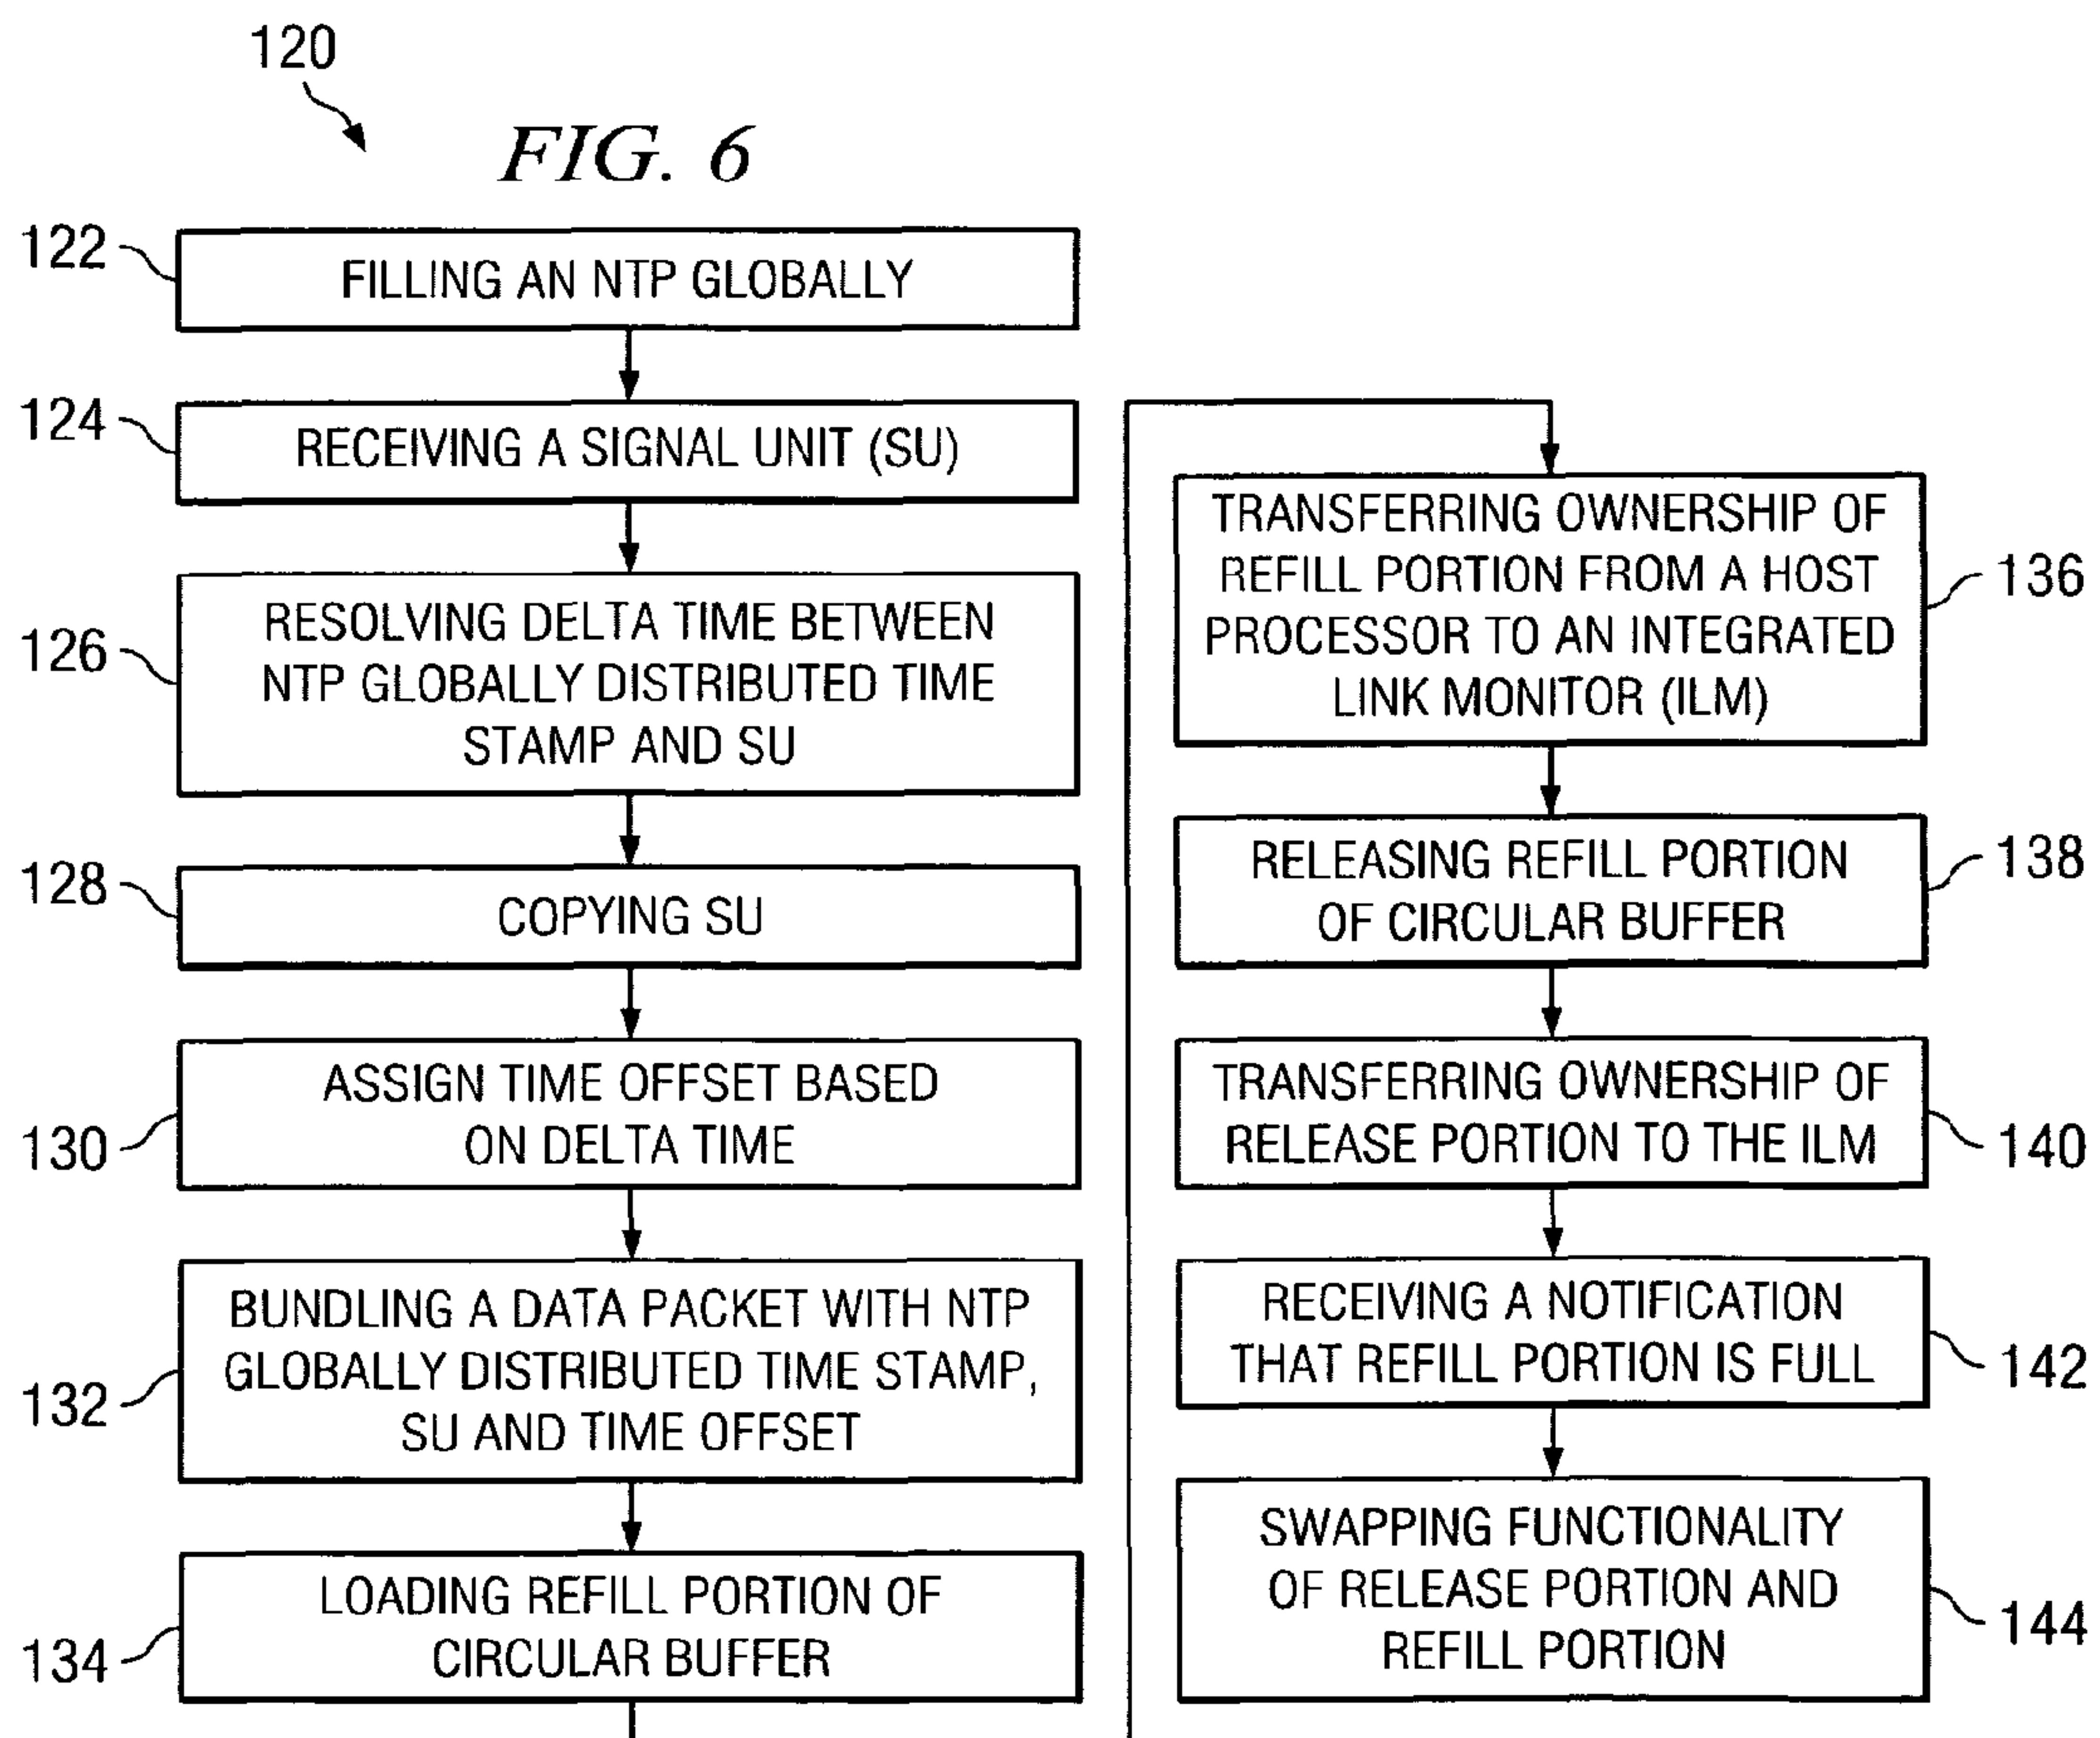 120
FIG. 6
122
FILLING AN NTP GLOBALLY
124
RECEIVING A SIGNAL UNIT (SU)
126
RESOLVING DELTA TIME BETWEEN
NTP GLOBALLY DISTRIBUTED TIME
STAMP AND SU
128
COPYING SU
130
ASSIGN TIME OFFSET BASED
ON DELTA TIME
132
BUNDLING A DATA PACKET WITH NTP
GLOBALLY DISTRIBUTED TIME STAMP,
SU AND TIME OFFSET
134
LOADING REFILL PORTION OF
CIRCULAR BUFFER
TRANSFERRING OWNERSHIP OF
REFILL PORTION FROM A HOST
PROCESSOR TO AN INTEGRATED
LINK MONITOR (ILM)
136
RELEASING REFILL PORTION
OF CIRCULAR BUFFER
138
TRANSFERRING OWNERSHIP OF
RELEASE PORTION TO THE ILM
140
RECEIVING A NOTIFICATION
THAT REFILL PORTION IS FULL
142
SWAPPING FUNCTIONALITY
OF RELEASE PORTION AND
REFILL PORTION
144